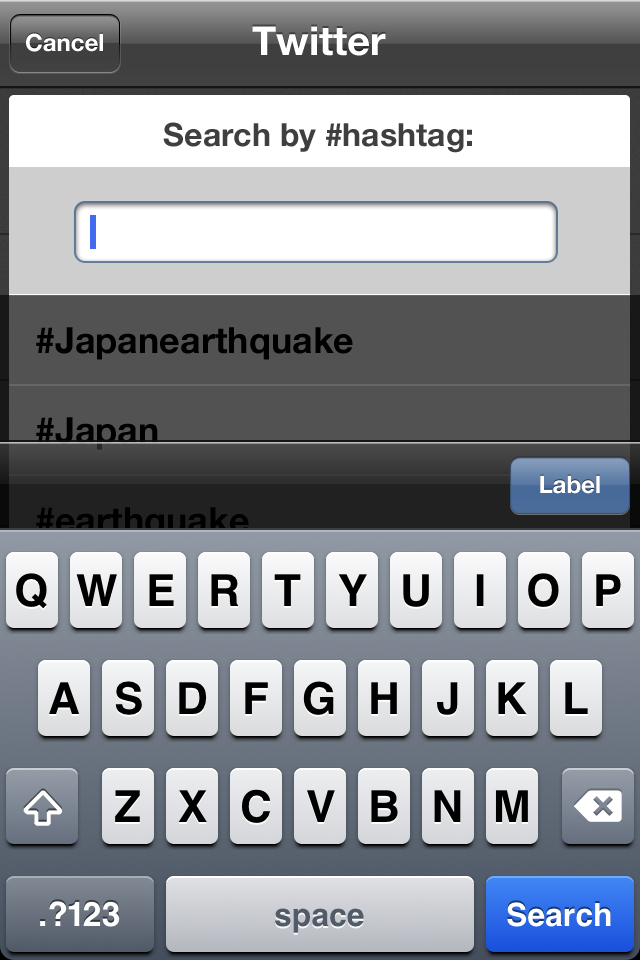 Cancel Twitter
Search by #hashtag:
#Japanearthquake
#Japan
#earthquake
Label
Q W E R T Y U I O P
A S D F G H J K L
Z X C V B N M
.?123 space Search